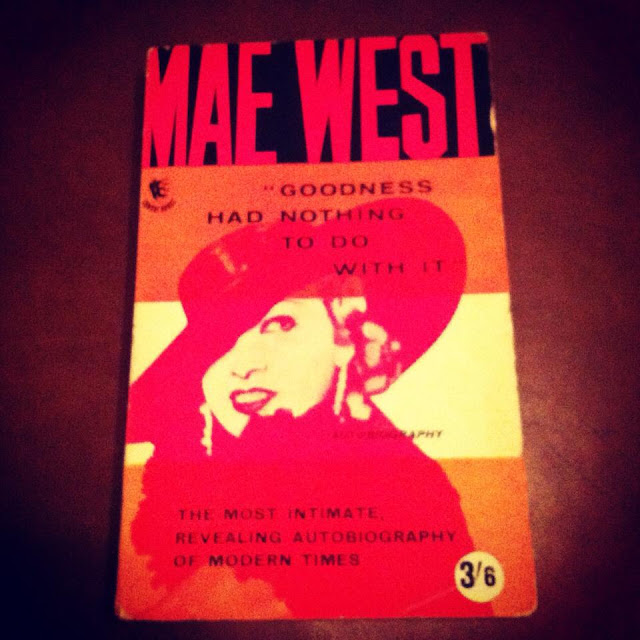 MAE WEST
"GOODNESS
HAD NOTHING
TO DO
WITH IT"
AUTOBIOGRAPHY
THE MOST INTIMATE,
REVEALING AUTOBIOGRAPHY
OF MODERN TIMES
3/6